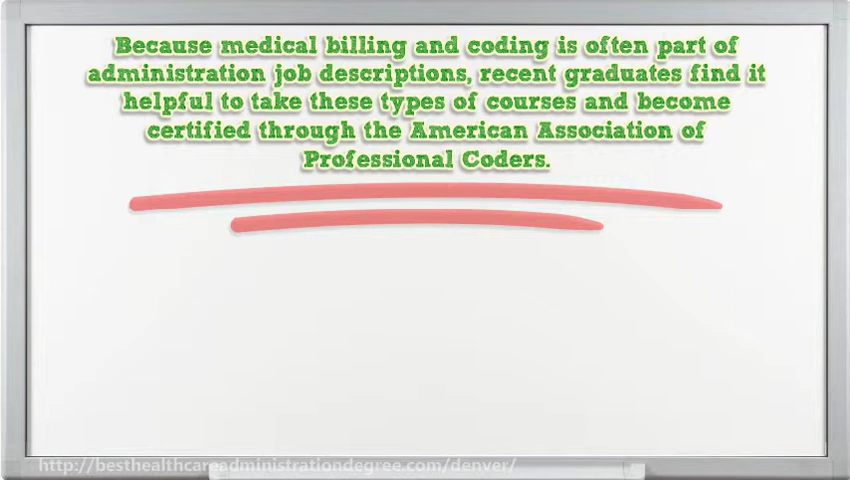 Because medical billing and coding is often part of
administration job descriptions, recent graduates find it
helpful to take these types of courses and become
certified through the American Association of
Professional Coders.
http://besthealthcareadministrationdegree.com/denver/